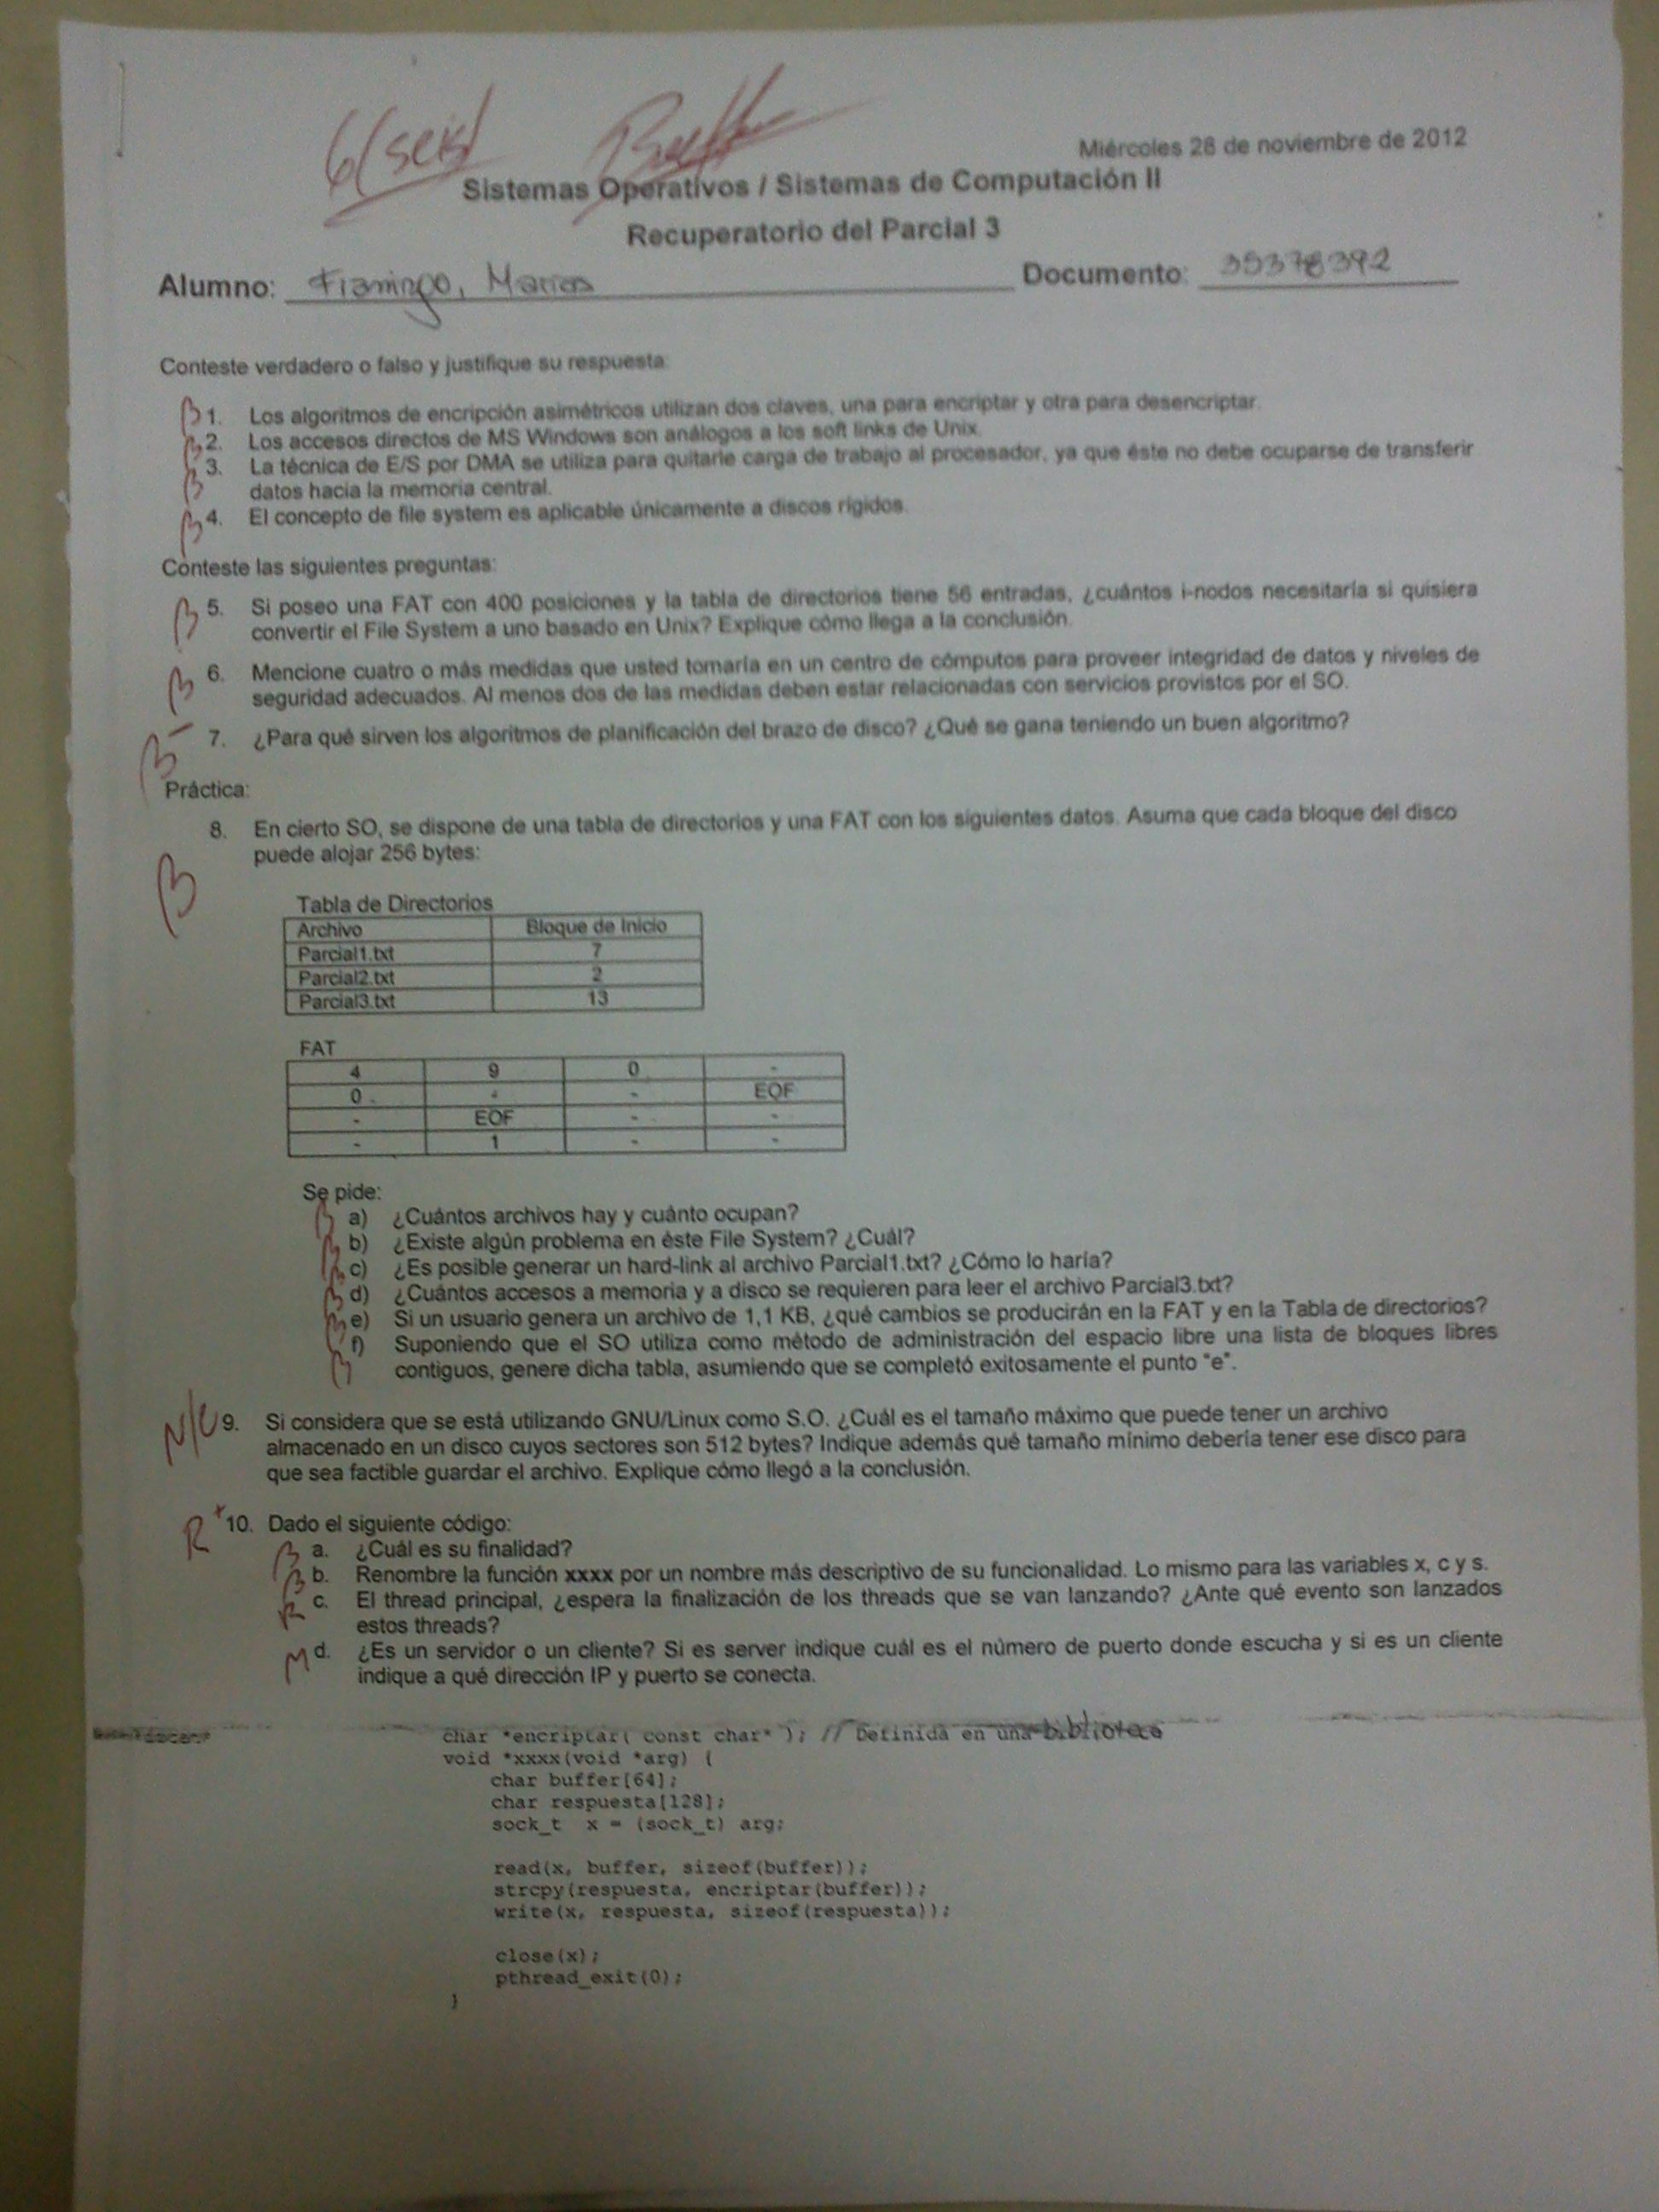 6(seis)
Miércoles 28 de noviembre de 2012
Sistemas Operativos / Sistemas de Computación II
Recuperatorio del Parcial 3
Alumno: Fiamingo, Documento: 35378392
Conteste verdadero o falso y justifique su respuesta:
B 1. Los algoritmos de encripción asimétricos utilizan dos claves, una para encriptar y otra para desencriptar.
B 2. Los accesos directos de MS Windows son análogos a los soft links de Unix.
B 3. La técnica de E/S por DMA se utiliza para quitarle carga de trabajo al procesador, ya que éste no debe ocuparse de transferir
datos hacia la memoria central.
B 4. El concepto de file system es aplicable únicamente a discos rígidos.
Conteste las siguientes preguntas:
B 5. Si poseo una FAT con 400 posiciones y la tabla de directorios tiene 56 entradas, ¿cuántos i-nodos necesitaría si quisiera
convertir el File System a uno basado en Unix? Explique cómo llega a la conclusión.
B 6. Mencione cuatro o más medidas que usted tomaría en un centro de cómputos para proveer integridad de datos y niveles de
seguridad adecuados. Al menos dos de las medidas deben estar relacionadas con servicios provistos por el SO.
B- 7. ¿Para qué sirven los algoritmos de planificación del brazo de disco? ¿Qué se gana teniendo un buen algoritmo?
Práctica:
B 8. En cierto SO, se dispone de una tabla de directorios y una FAT con los siguientes datos. Asuma que cada bloque del disco
puede alojar 256 bytes:
Tabla de Directorios
Archivo Bloque de Inicio
Parcial1.txt 7
Parcial2.txt 2
Parcial3.txt 13
FAT
4 9 0 -
0 - - EOF
- EOF - -
- 1 - -
Se pide:
B a) ¿Cuántos archivos hay y cuánto ocupan?
B b) ¿Existe algún problema en éste File System? ¿Cuál?
B c) ¿Es posible generar un hard-link al archivo Parcial1.txt? ¿Cómo lo haría?
B d) ¿Cuántos accesos a memoria y a disco se requieren para leer el archivo Parcial3.txt?
B e) Si un usuario genera un archivo de 1,1 KB, ¿qué cambios se producirán en la FAT y en la Tabla de directorios?
B f) Suponiendo que el SO utiliza como método de administración del espacio libre una lista de bloques libres
contiguos, genere dicha tabla, asumiendo que se completó exitosamente el punto "e".
N/C 9. Si considera que se está utilizando GNU/Linux como S.O. ¿Cuál es el tamaño máximo que puede tener un archivo
almacenado en un disco cuyos sectores son 512 bytes? Indique además qué tamaño mínimo debería tener ese disco para
que sea factible guardar el archivo. Explique cómo llegó a la conclusión.
R+ 10. Dado el siguiente código:
B a. ¿Cuál es su finalidad?
B b. Renombre la función xxxx por un nombre más descriptivo de su funcionalidad. Lo mismo para las variables x, c y s.
R c. El thread principal, ¿espera la finalización de los threads que se van lanzando? ¿Ante qué evento son lanzados
estos threads?
M d. ¿Es un servidor o un cliente? Si es server indique cuál es el número de puerto donde escucha y si es un cliente
indique a qué dirección IP y puerto se conecta.
char *encriptar( const char* ); // Definida en una biblioteca
void *xxxx(void *arg) {
char buffer[64];
char respuesta[128];
sock_t x = (sock_t) arg;
read(x, buffer, sizeof(buffer));
strcpy(respuesta, encriptar(buffer));
write(x, respuesta, sizeof(respuesta));
close(x);
pthread_exit(0);
}